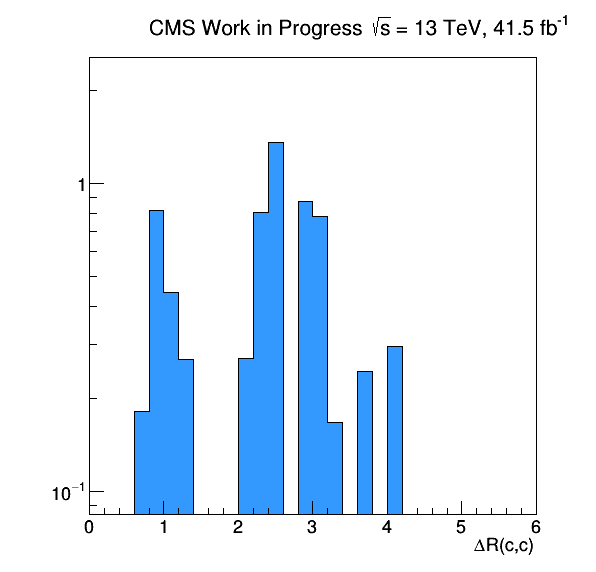 CMS Work in Progress √s = 13 TeV, 41.5 fb⁻¹
1
10⁻¹
0 1 2 3 4 5 6
ΔR(c,c)